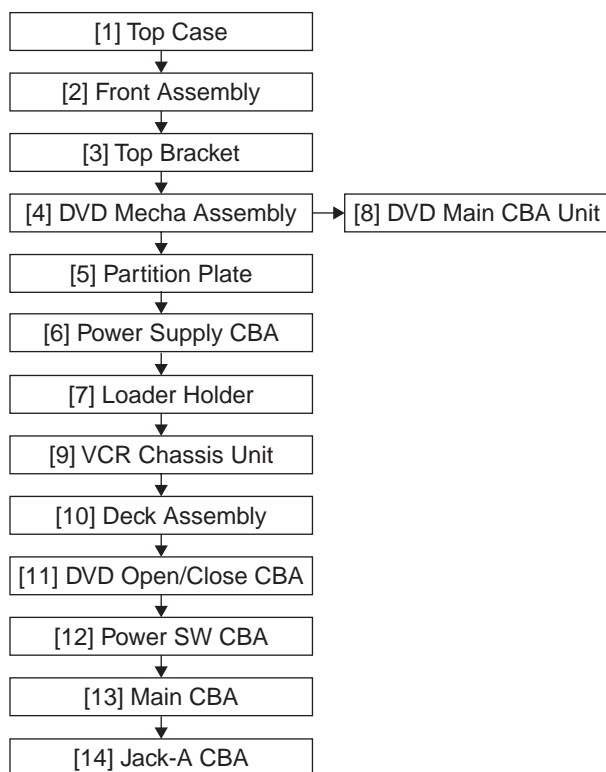 [1] Top Case
[2] Front Assembly
[3] Top Bracket
[4] DVD Mecha Assembly
[8] DVD Main CBA Unit
[5] Partition Plate
[6] Power Supply CBA
[7] Loader Holder
[9] VCR Chassis Unit
[10] Deck Assembly
[11] DVD Open/Close CBA
[12] Power SW CBA
[13] Main CBA
[14] Jack-A CBA